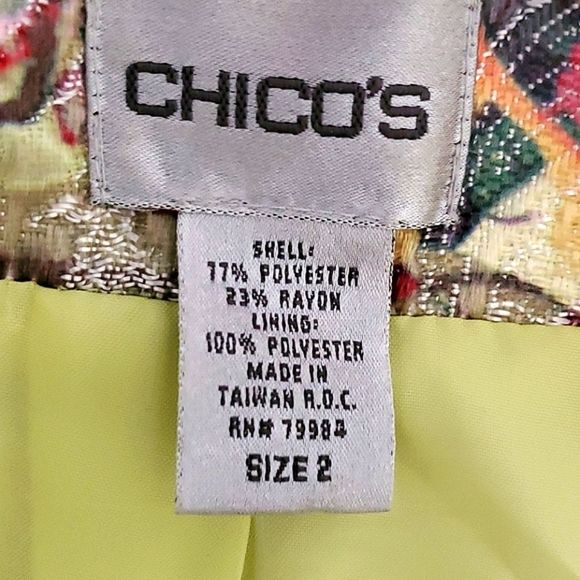 CHICO'S
SHELL:
77% POLYESTER
23% RAYON
LINING:
100% POLYESTER
MADE IN
TAIWAN R.O.C.
RN# 79984
SIZE 2